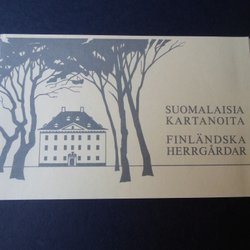 SUOMALAISIA
KARTANOITA
FINLÄNDSKA
HERRGÅRDAR